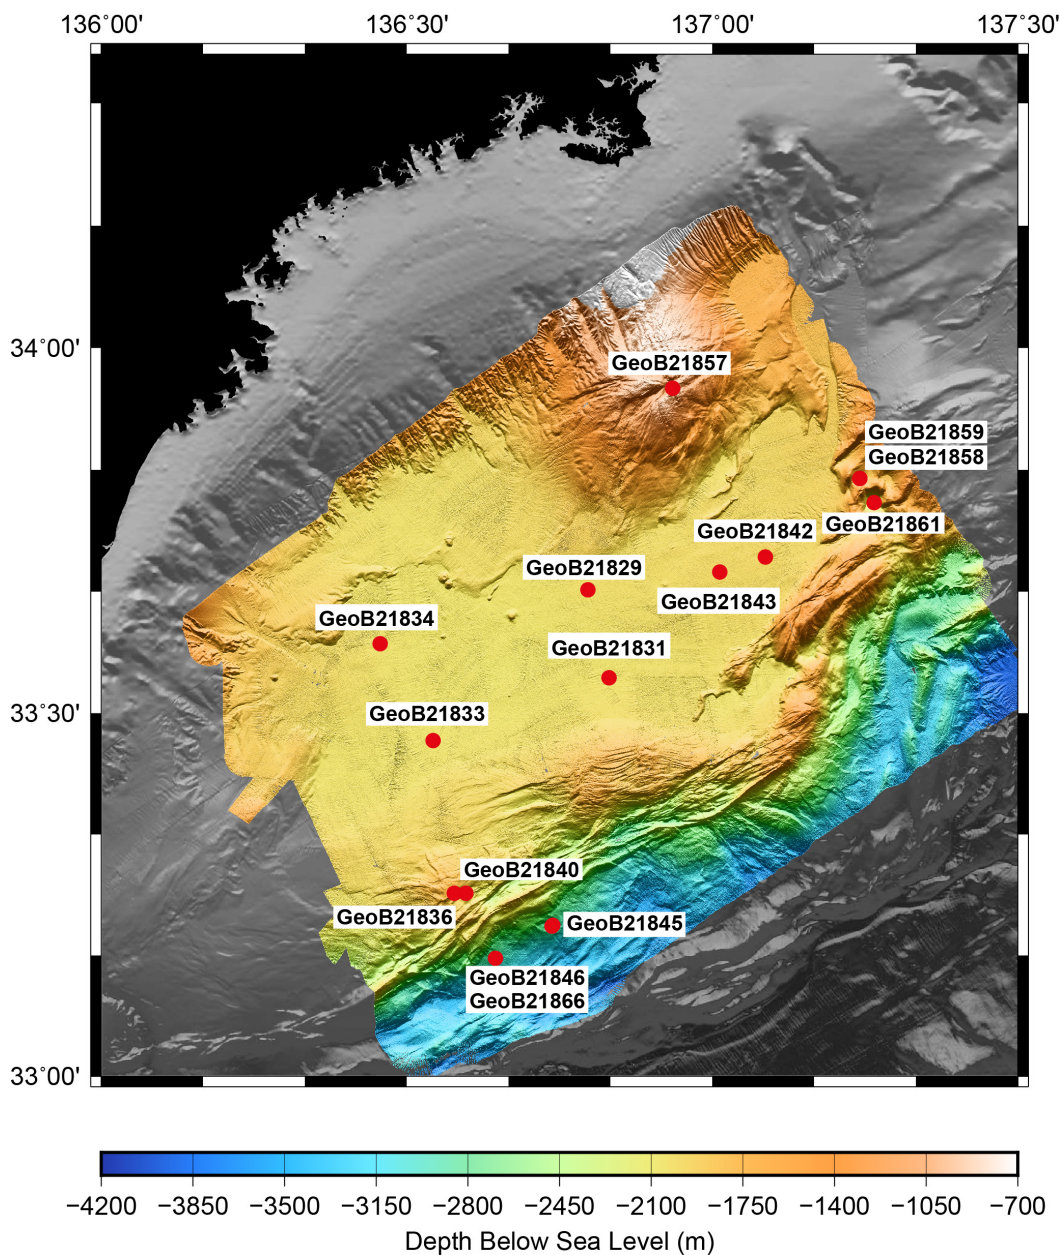 136°00' 136°30' 137°00' 137°30'
34°00'
33°30'
33°00'
GeoB21857
GeoB21859
GeoB21858
GeoB21861
GeoB21842
GeoB21829
GeoB21843
GeoB21834
GeoB21831
GeoB21833
GeoB21840
GeoB21836
GeoB21845
GeoB21846
GeoB21866
−4200 −3850 −3500 −3150 −2800 −2450 −2100 −1750 −1400 −1050 −700
Depth Below Sea Level (m)